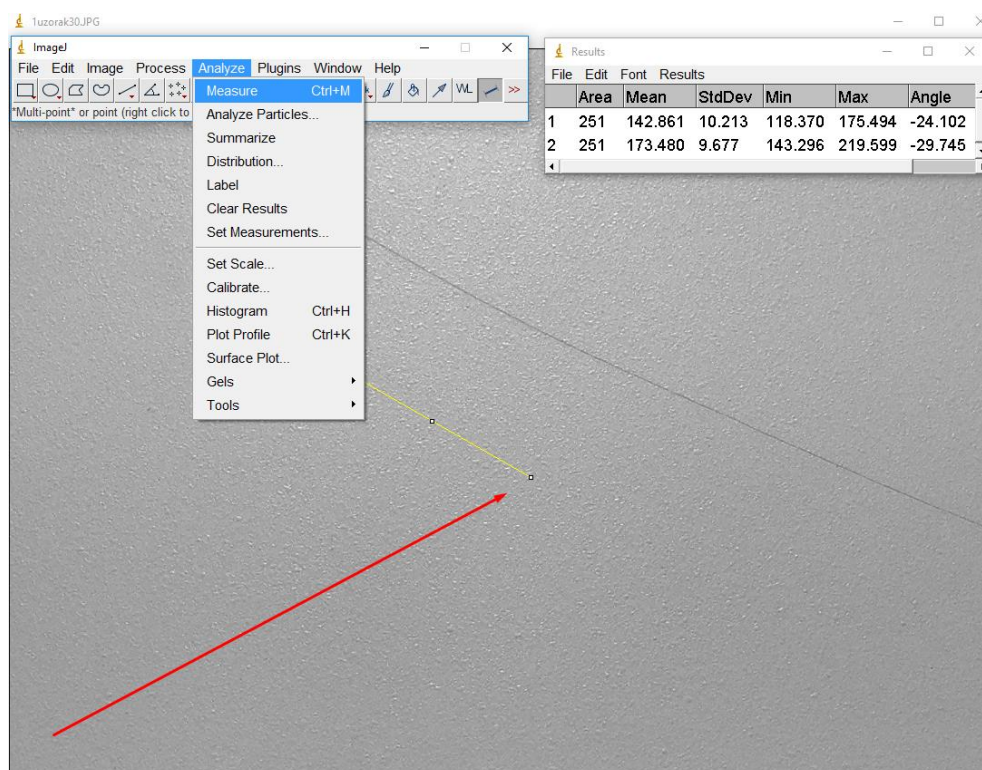 1uzorak30.JPG
ImageJ
File Edit Image Process Analyze Plugins Window Help
*Multi-point* or point (right click to
Measure Ctrl+M
Analyze Particles...
Summarize
Distribution...
Label
Clear Results
Set Measurements...
Set Scale...
Calibrate...
Histogram Ctrl+H
Plot Profile Ctrl+K
Surface Plot...
Gels
Tools
Results
File Edit Font Results
Area Mean StdDev Min Max Angle
1 251 142.861 10.213 118.370 175.494 -24.102
2 251 173.480 9.677 143.296 219.599 -29.745